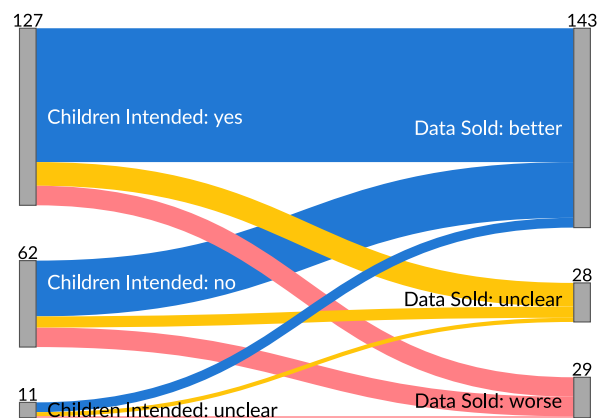 127
143
Children Intended: yes
Data Sold: better
62
Children Intended: no
28
Data Sold: unclear
29
11
Data Sold: worse
Children Intended: unclear